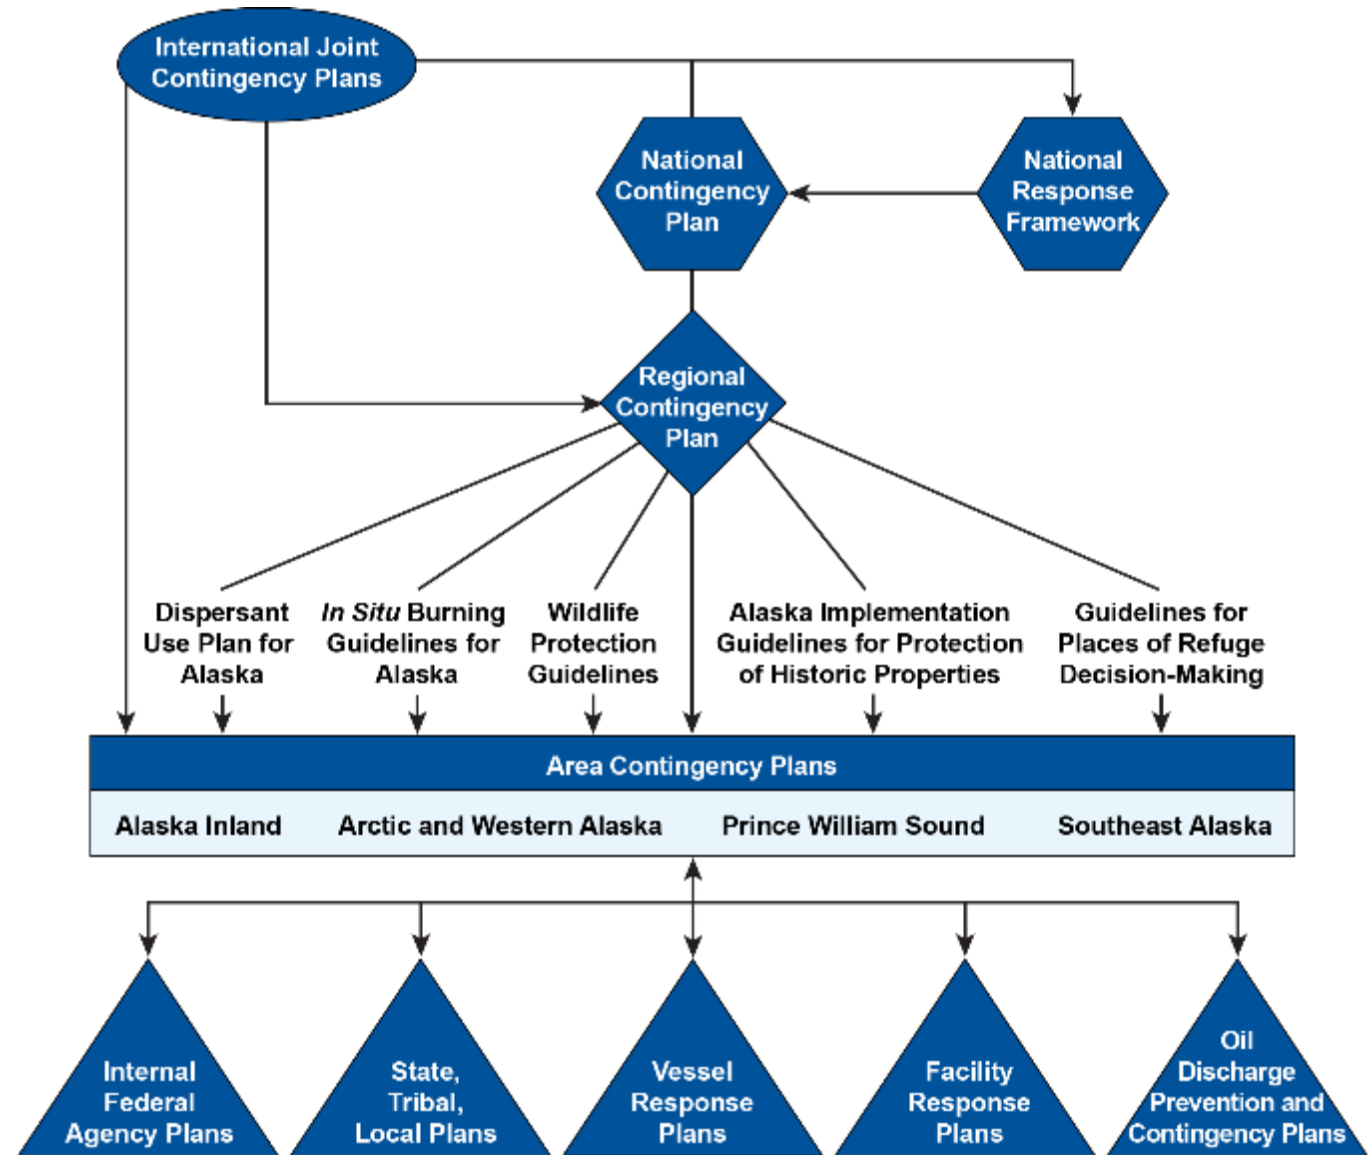 International Joint
Contingency Plans
National
Contingency
Plan
National
Response
Framework
Regional
Contingency
Plan
Dispersant
Use Plan for
Alaska
In Situ Burning
Guidelines for
Alaska
Wildlife
Protection
Guidelines
Alaska Implementation
Guidelines for Protection
of Historic Properties
Guidelines for
Places of Refuge
Decision-Making
Area Contingency Plans
Alaska Inland
Arctic and Western Alaska
Prince William Sound
Southeast Alaska
Internal
Federal
Agency Plans
State,
Tribal,
Local Plans
Vessel
Response
Plans
Facility
Response
Plans
Oil
Discharge
Prevention and
Contingency Plans